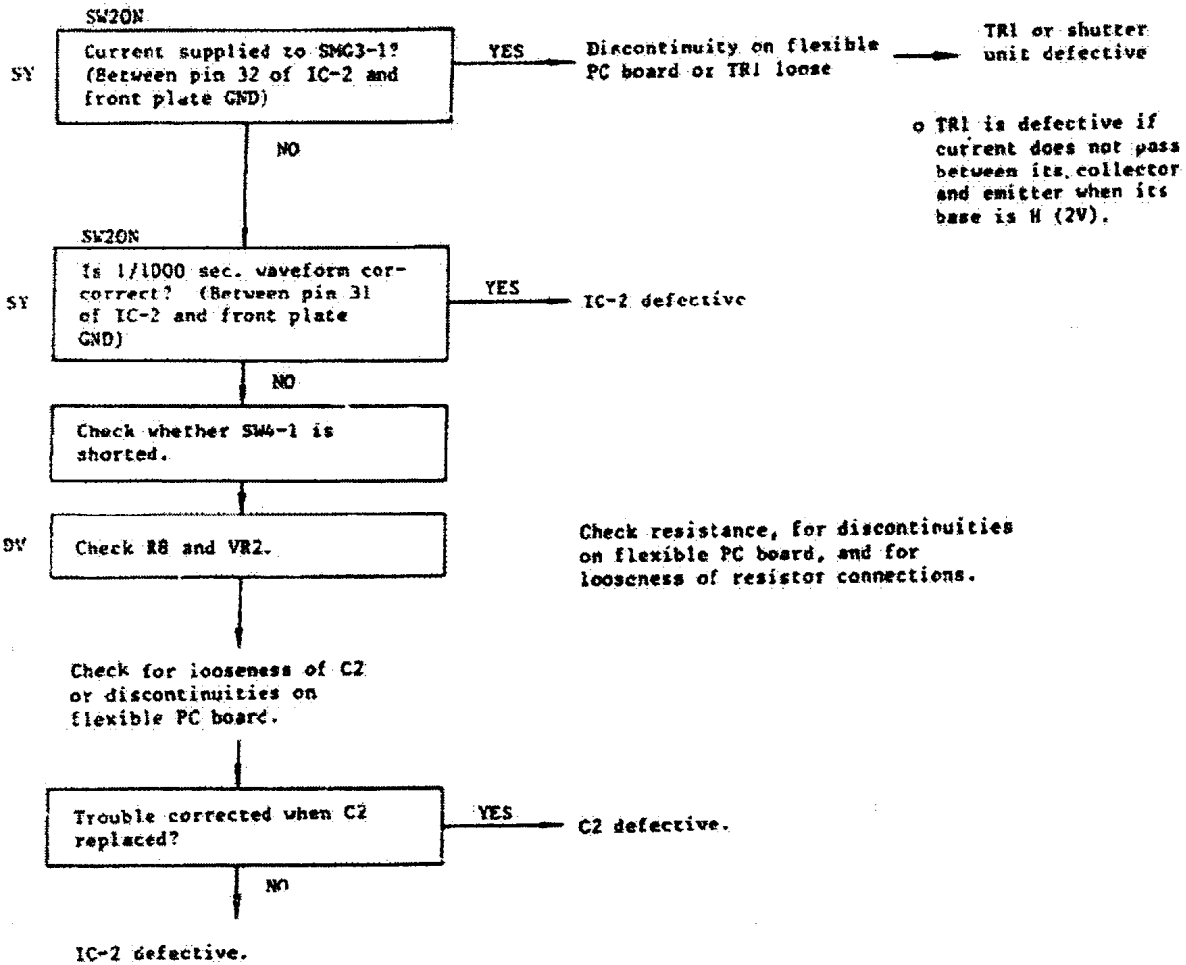 SW2ON
SY
Current supplied to SMG3-1?
(Between pin 32 of IC-2 and
front plate GND)
YES
Discontinuity on flexible
PC board or TR1 loose
TR1 or shutter
unit defective
o TR1 is defective if
current does not pass
between its collector
and emitter when its
base is H (2V).
NO
SW2ON
SY
Is 1/1000 sec. waveform cor-
correct? (Between pin 31
of IC-2 and front plate
GND)
YES
IC-2 defective
NO
Check whether SW4-1 is
shorted.
DV
Check R8 and VR2.
Check resistance, for discontinuities
on flexible PC board, and for
looseness of resistor connections.
Check for looseness of C2
or discontinuities on
flexible PC board.
Trouble corrected when C2
replaced?
YES
C2 defective.
NO
IC-2 defective.